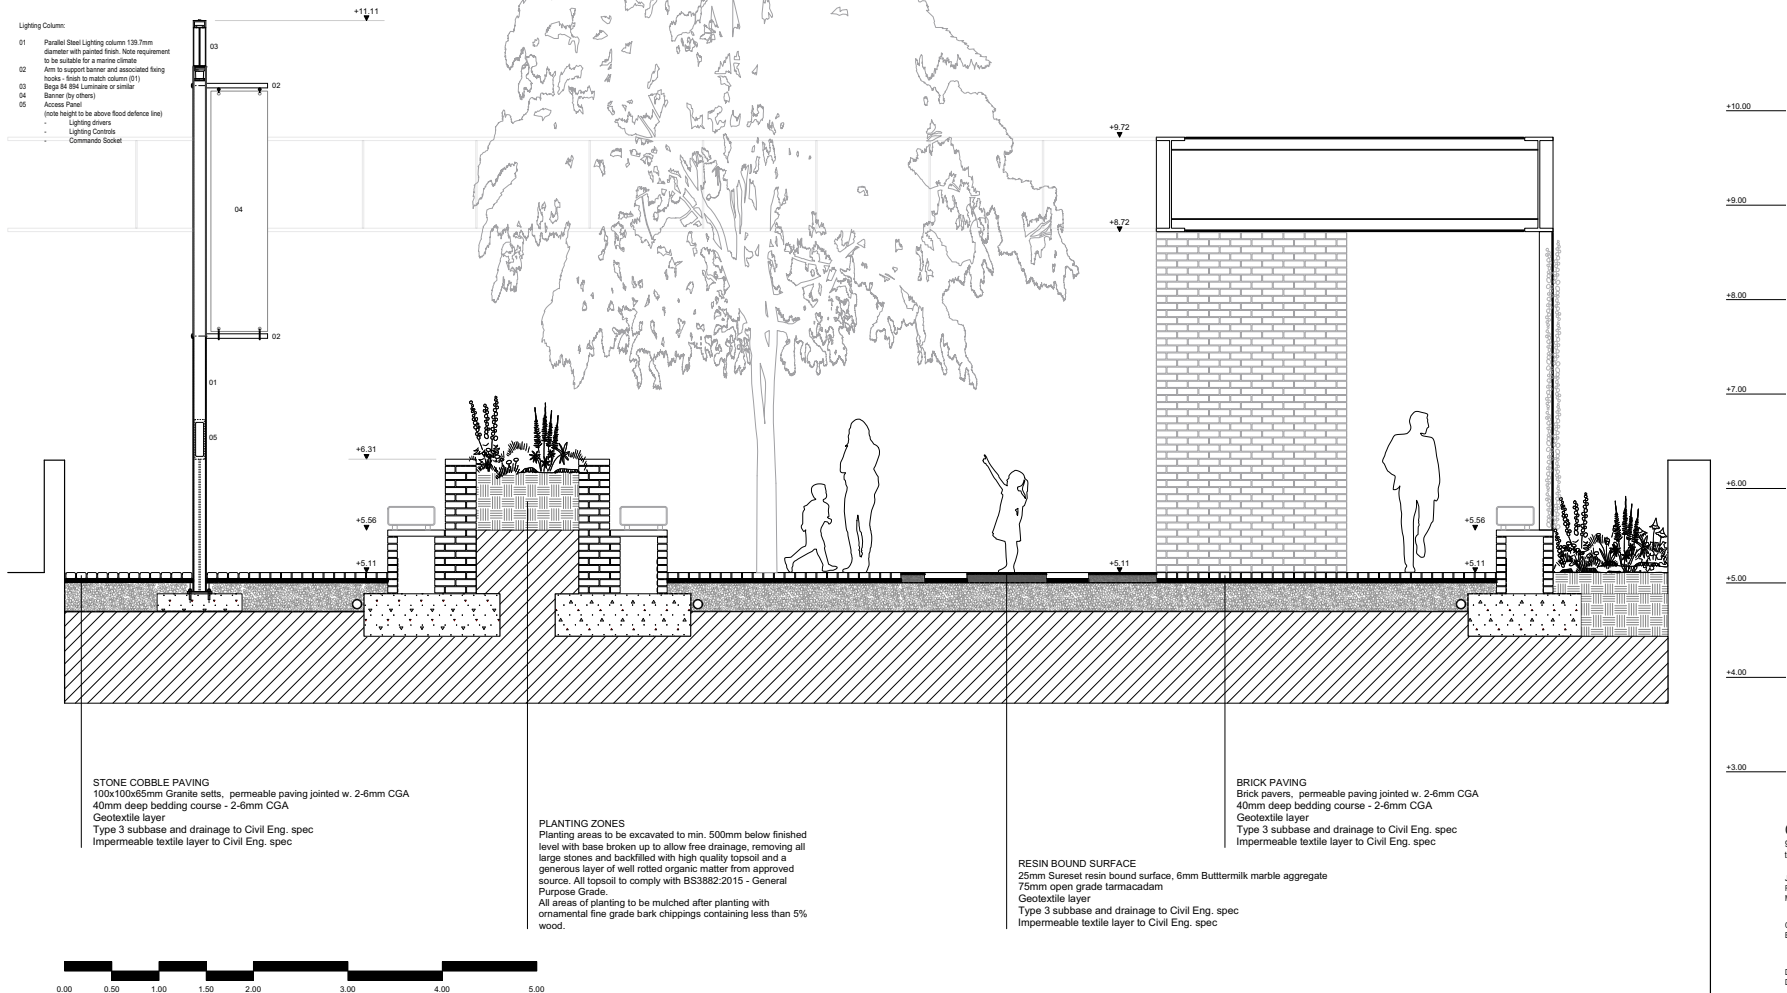 Lighting Column:
01 Parallel Steel Lighting column 139.7mm
diameter with painted finish. Note requirement
to be suitable for a marine climate
02 Arm to support banner and associated fixing
hooks - finish to match column (01)
03 Bega 84 894 Luminaire or similar
04 Banner (by others)
05 Access Panel
(note height to be above flood defence line)
- Lighting drivers
- Lighting Controls
- Commando Socket
+11.11
03
02
04
02
01
05
+6.31
+5.56
+5.11
+9.72
+8.72
+5.11
+5.56
+5.11
+10.00
+9.00
+8.00
+7.00
+6.00
+5.00
+4.00
+3.00
STONE COBBLE PAVING
100x100x65mm Granite setts, permeable paving jointed w. 2-6mm CGA
40mm deep bedding course - 2-6mm CGA
Geotextile layer
Type 3 subbase and drainage to Civil Eng. spec
Impermeable textile layer to Civil Eng. spec
PLANTING ZONES
Planting areas to be excavated to min. 500mm below finished
level with base broken up to allow free drainage, removing all
large stones and backfilled with high quality topsoil and a
generous layer of well rotted organic matter from approved
source. All topsoil to comply with BS3882:2015 - General
Purpose Grade.
All areas of planting to be mulched after planting with
ornamental fine grade bark chippings containing less than 5%
wood.
RESIN BOUND SURFACE
25mm Sureset resin bound surface, 6mm Butttermilk marble aggregate
75mm open grade tarmacadam
Geotextile layer
Type 3 subbase and drainage to Civil Eng. spec
Impermeable textile layer to Civil Eng. spec
BRICK PAVING
Brick pavers, permeable paving jointed w. 2-6mm CGA
40mm deep bedding course - 2-6mm CGA
Geotextile layer
Type 3 subbase and drainage to Civil Eng. spec
Impermeable textile layer to Civil Eng. spec
0.00 0.50 1.00 1.50 2.00 3.00 4.00 5.00